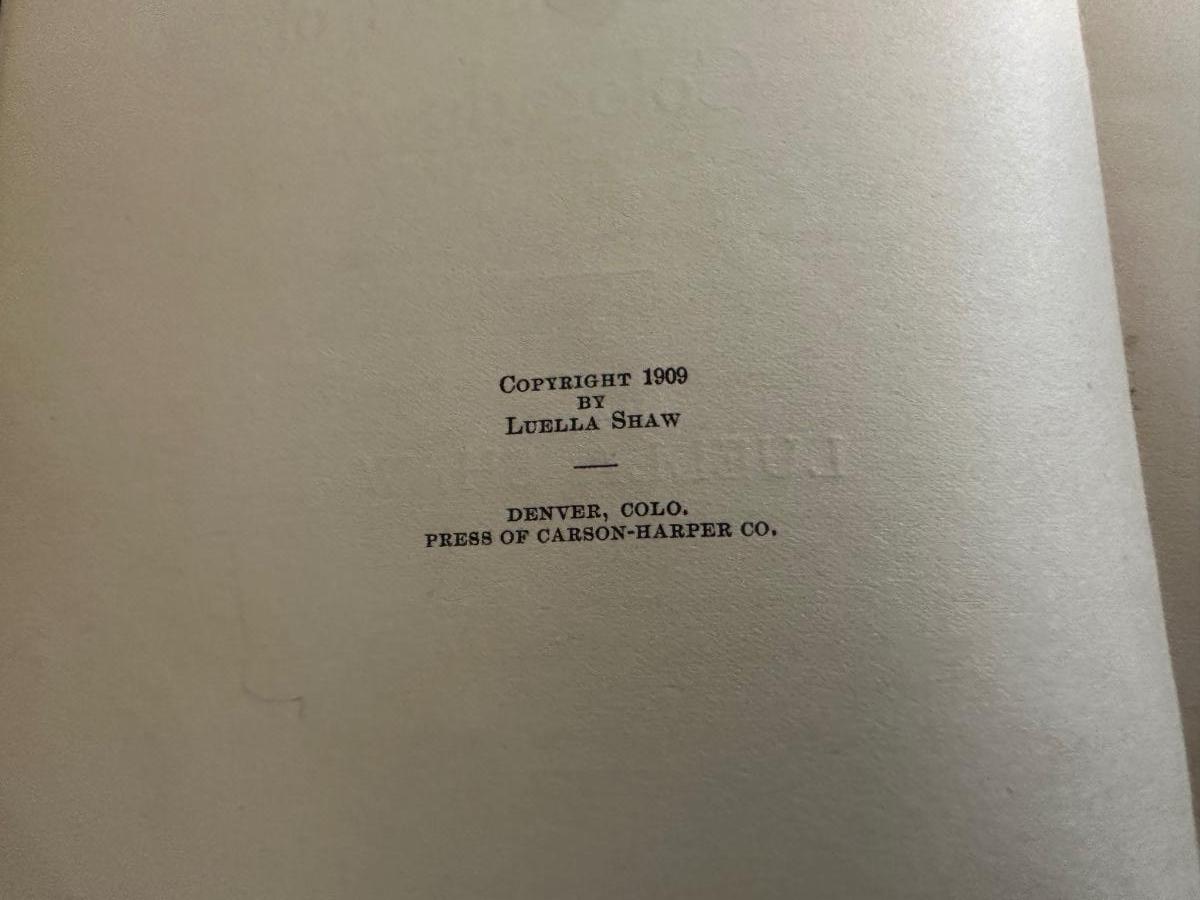 COPYRIGHT 1909
BY
LUELLA SHAW
DENVER, COLO.
PRESS OF CARSON-HARPER CO.